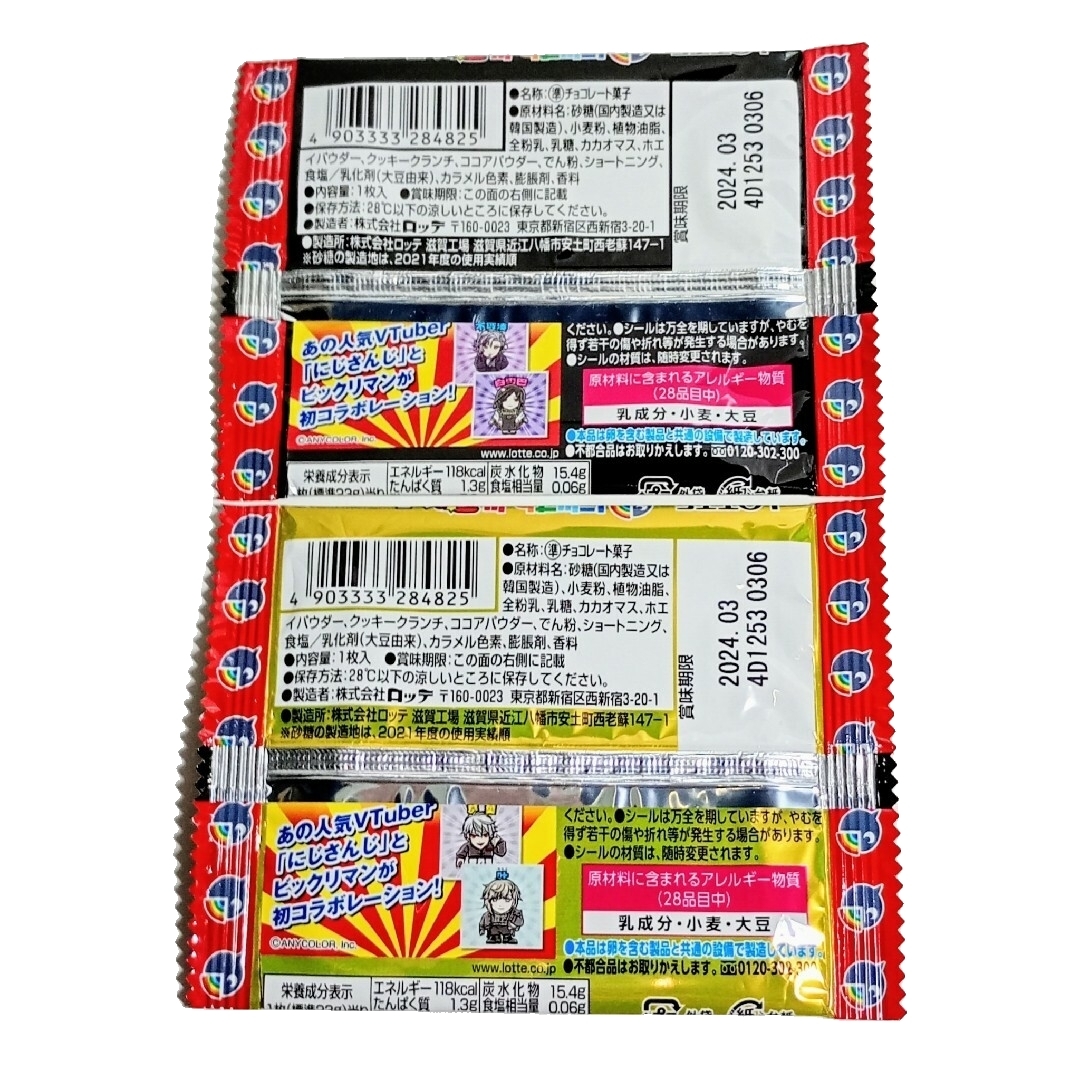 ●名称:㊜チョコレート菓子
●原材料名:砂糖(国内製造又は
韓国製造)、小麦粉、植物油脂、
全粉乳、乳糖、カカオマス、ホエ
イパウダー、クッキークランチ、ココアパウダー、でん粉、ショートニング、
食塩/乳化剤(大豆由来)、カラメル色素、膨脹剤、香料
●内容量:1枚入 ●賞味期限:この面の右側に記載
●保存方法:28℃以下の涼しいところに保存してください。
●製造者:株式会社ロッテ 〒160-0023 東京都新宿区西新宿3-20-1
●製造所:株式会社ロッテ 滋賀工場 滋賀県近江八幡市安土町西老蘇147-1
※砂糖の製造地は、2021年度の使用実績順
4 903333 284825
賞味期限
2024.03
4D1253 0306
あの人気VTuber
「にじさんじ」と
ビックリマンが
初コラボレーション!
©ANYCOLOR, Inc.
www.lotte.co.jp
ください。●シールは万全を期していますが、やむを
得ず若干の傷や折れ等が発生する場合があります。
●シールの材質は、随時変更されます。
原材料に含まれるアレルギー物質
(28品目中)
乳成分・小麦・大豆
●本品は卵を含む製品と共通の設備で製造しています。
●不都合品はお取りかえします。0120-302-300
栄養成分表示
エネルギー 118kcal 炭水化物 15.4g
たんぱく質 1.3g 食塩相当量 0.06g
●名称:㊜チョコレート菓子
●原材料名:砂糖(国内製造又は
韓国製造)、小麦粉、植物油脂、
全粉乳、乳糖、カカオマス、ホエ
イパウダー、クッキークランチ、ココアパウダー、でん粉、ショートニング、
食塩/乳化剤(大豆由来)、カラメル色素、膨脹剤、香料
●内容量:1枚入 ●賞味期限:この面の右側に記載
●保存方法:28℃以下の涼しいところに保存してください。
●製造者:株式会社ロッテ 〒160-0023 東京都新宿区西新宿3-20-1
●製造所:株式会社ロッテ 滋賀工場 滋賀県近江八幡市安土町西老蘇147-1
※砂糖の製造地は、2021年度の使用実績順
4 903333 284825
賞味期限
2024.03
4D1253 0306
あの人気VTuber
「にじさんじ」と
ビックリマンが
初コラボレーション!
©ANYCOLOR, Inc.
www.lotte.co.jp
ください。●シールは万全を期していますが、やむを
得ず若干の傷や折れ等が発生する場合があります。
●シールの材質は、随時変更されます。
原材料に含まれるアレルギー物質
(28品目中)
乳成分・小麦・大豆
●本品は卵を含む製品と共通の設備で製造しています。
●不都合品はお取りかえします。0120-302-300
栄養成分表示
1枚(標準23g)当り
エネルギー 118kcal 炭水化物 15.4g
たんぱく質 1.3g 食塩相当量 0.06g